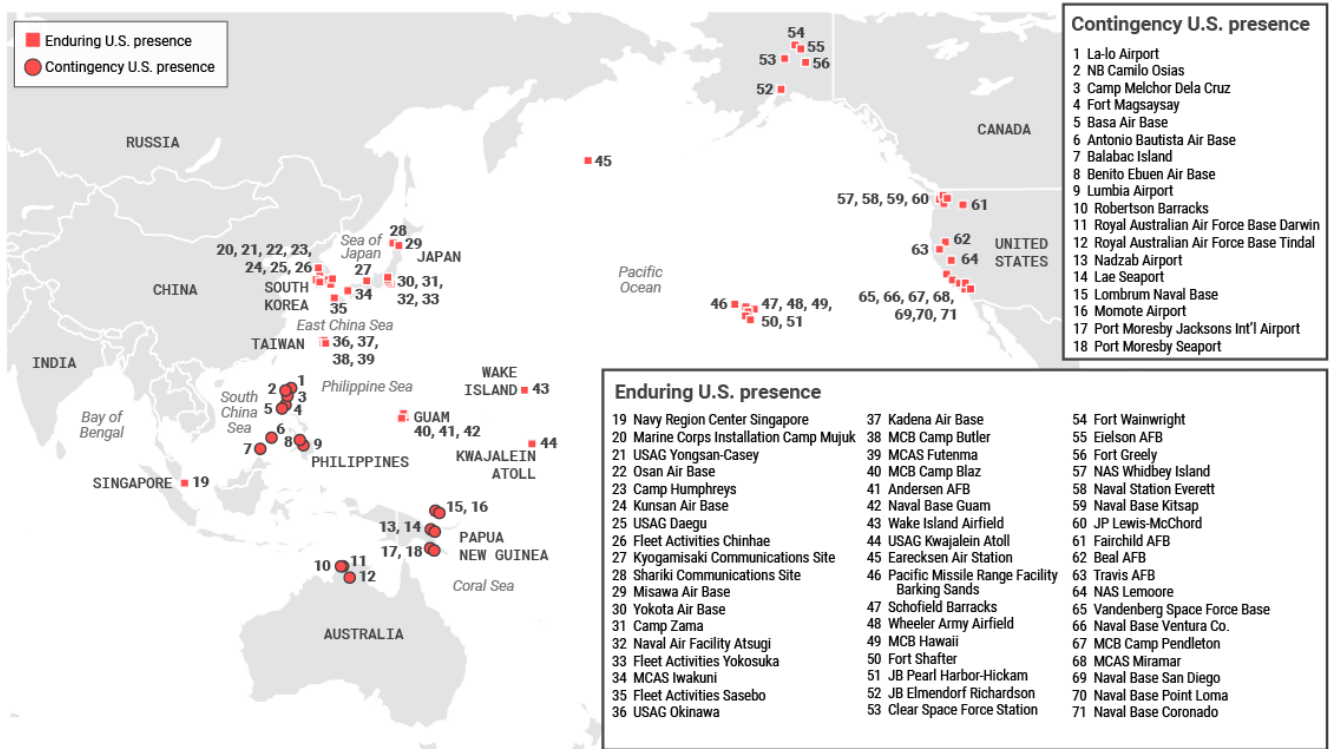 Enduring U.S. presence
Contingency U.S. presence
RUSSIA
CHINA
INDIA
Bay of
Bengal
SINGAPORE
19
20, 21, 22, 23,
24, 25, 26
SOUTH
KOREA
Sea of
Japan
28
29
JAPAN
27
30, 31,
32, 33
34
35
East China Sea
TAIWAN
36, 37,
38, 39
South
China
Sea
Philippine Sea
1
2
3
4
5
6
7
8
9
PHILIPPINES
GUAM
40, 41, 42
WAKE
ISLAND
43
44
KWAJALEIN
ATOLL
15, 16
13, 14
PAPUA
NEW GUINEA
17, 18
Coral Sea
10
11
12
AUSTRALIA
45
Pacific
Ocean
46
47, 48, 49,
50, 51
54
55
53
56
52
CANADA
57, 58, 59, 60
61
62
63
64
UNITED
STATES
65, 66, 67, 68,
69,70, 71
Contingency U.S. presence
1 La-lo Airport
2 NB Camilo Osias
3 Camp Melchor Dela Cruz
4 Fort Magsaysay
5 Basa Air Base
6 Antonio Bautista Air Base
7 Balabac Island
8 Benito Ebuen Air Base
9 Lumbia Airport
10 Robertson Barracks
11 Royal Australian Air Force Base Darwin
12 Royal Australian Air Force Base Tindal
13 Nadzab Airport
14 Lae Seaport
15 Lombrum Naval Base
16 Momote Airport
17 Port Moresby Jacksons Int'l Airport
18 Port Moresby Seaport
Enduring U.S. presence
19 Navy Region Center Singapore
20 Marine Corps Installation Camp Mujuk
21 USAG Yongsan-Casey
22 Osan Air Base
23 Camp Humphreys
24 Kunsan Air Base
25 USAG Daegu
26 Fleet Activities Chinhae
27 Kyogamisaki Communications Site
28 Shariki Communications Site
29 Misawa Air Base
30 Yokota Air Base
31 Camp Zama
32 Naval Air Facility Atsugi
33 Fleet Activities Yokosuka
34 MCAS Iwakuni
35 Fleet Activities Sasebo
36 USAG Okinawa
37 Kadena Air Base
38 MCB Camp Butler
39 MCAS Futenma
40 MCB Camp Blaz
41 Andersen AFB
42 Naval Base Guam
43 Wake Island Airfield
44 USAG Kwajalein Atoll
45 Earecksen Air Station
46 Pacific Missile Range Facility
Barking Sands
47 Schofield Barracks
48 Wheeler Army Airfield
49 MCB Hawaii
50 Fort Shafter
51 JB Pearl Harbor-Hickam
52 JB Elmendorf Richardson
53 Clear Space Force Station
54 Fort Wainwright
55 Eielson AFB
56 Fort Greely
57 NAS Whidbey Island
58 Naval Station Everett
59 Naval Base Kitsap
60 JP Lewis-McChord
61 Fairchild AFB
62 Beal AFB
63 Travis AFB
64 NAS Lemoore
65 Vandenberg Space Force Base
66 Naval Base Ventura Co.
67 MCB Camp Pendleton
68 MCAS Miramar
69 Naval Base San Diego
70 Naval Base Point Loma
71 Naval Base Coronado